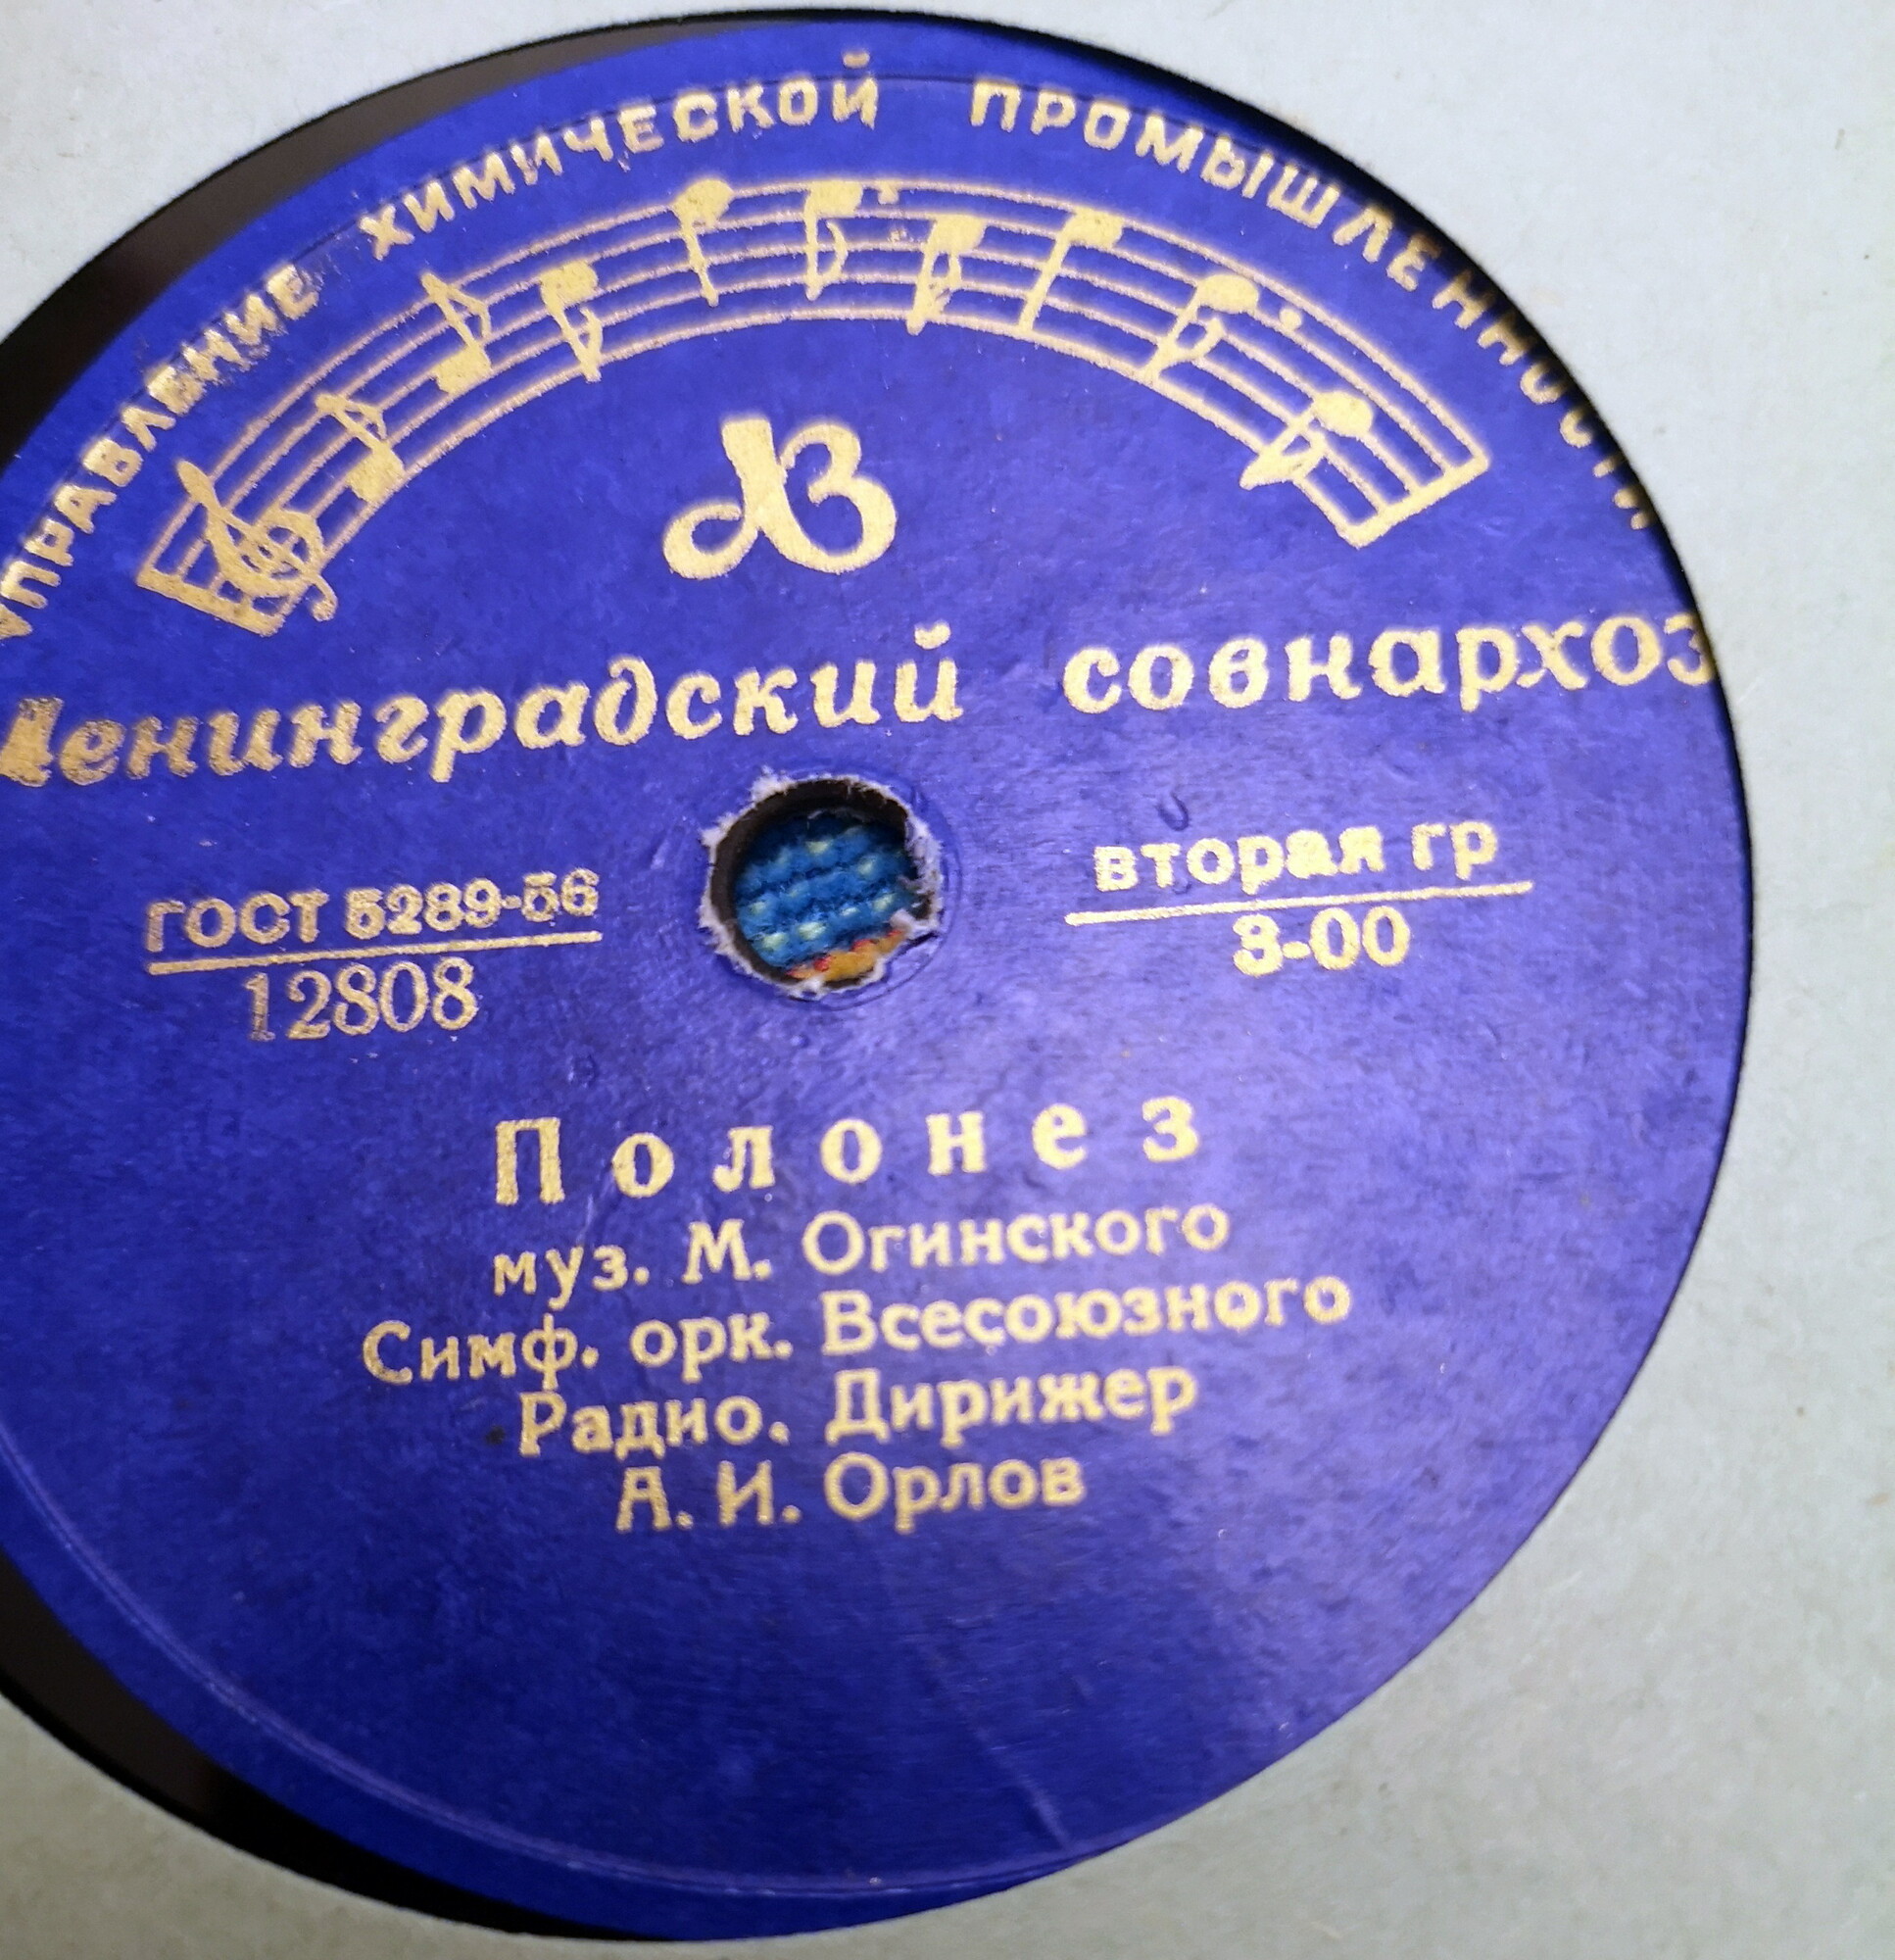 УПРАВЛЕНИЕ ХИМИЧЕСКОЙ ПРОМЫШЛЕННОСТИ
ЛВ
Ленинградский совнархоз
ГОСТ 5289-56
12808
вторая гр
3-00
Полонез
муз. М. Огинского
Симф. орк. Всесоюзного
Радио. Дирижер
А. И. Орлов